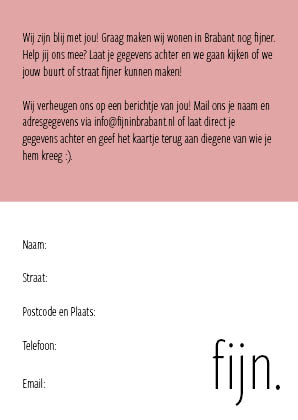 Wij zijn blij met jou! Graag maken wij wonen in Brabant nog fijner.
Help jij ons mee? Laat je gegevens achter en we gaan kijken of we
jouw buurt of straat fijner kunnen maken!
Wij verheugen ons op een berichtje van jou! Mail ons je naam en
adresgegevens via info@fijninbrabant.nl of laat direct je
gegevens achter en geef het kaartje terug aan diegene van wie je
hem kreeg :).
Naam:
Straat:
Postcode en Plaats:
Telefoon:
Email:
fijn.